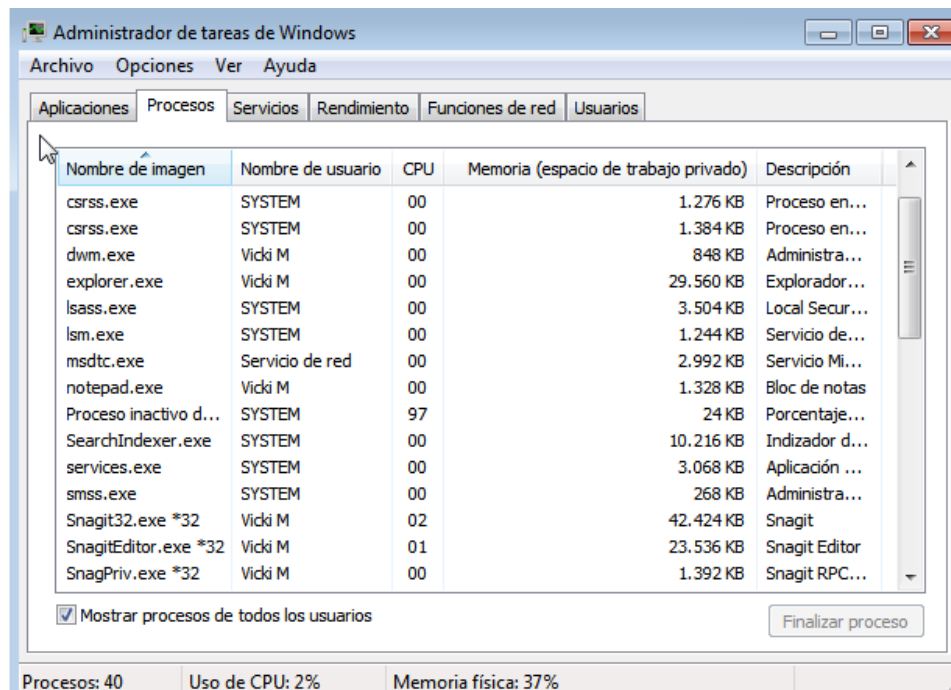 Administrador de tareas de Windows
Archivo Opciones Ver Ayuda
Aplicaciones Procesos Servicios Rendimiento Funciones de red Usuarios
Nombre de imagen Nombre de usuario CPU Memoria (espacio de trabajo privado) Descripción
csrss.exe SYSTEM 00 1.276 KB Proceso en...
csrss.exe SYSTEM 00 1.384 KB Proceso en...
dwm.exe Vicki M 00 848 KB Administra...
explorer.exe Vicki M 00 29.560 KB Explorador...
lsass.exe SYSTEM 00 3.504 KB Local Secur...
lsm.exe SYSTEM 00 1.244 KB Servicio de...
msdtc.exe Servicio de red 00 2.992 KB Servicio Mi...
notepad.exe Vicki M 00 1.328 KB Bloc de notas
Proceso inactivo d... SYSTEM 97 24 KB Porcentaje...
SearchIndexer.exe SYSTEM 00 10.216 KB Indizador d...
services.exe SYSTEM 00 3.068 KB Aplicación ...
smss.exe SYSTEM 00 268 KB Administra...
Snagit32.exe *32 Vicki M 02 42.424 KB Snagit
SnagitEditor.exe *32 Vicki M 01 23.536 KB Snagit Editor
SnagPriv.exe *32 Vicki M 00 1.392 KB Snagit RPC...
Mostrar procesos de todos los usuarios
Finalizar proceso
Procesos: 40 Uso de CPU: 2% Memoria física: 37%